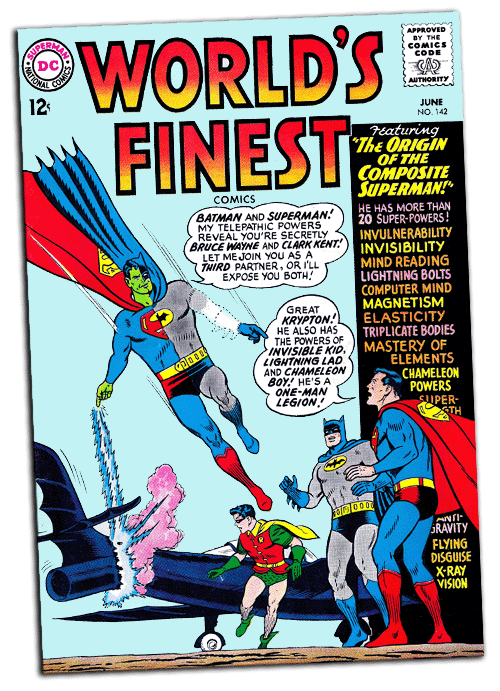 SUPERMAN
DC
NATIONAL COMICS
12¢
WORLD'S
FINEST
COMICS
APPROVED
BY THE
COMICS
CODE
CA
AUTHORITY
JUNE
NO. 142
Featuring
"The ORIGIN
OF THE
COMPOSITE
SUPERMAN!"
HE HAS MORE THAN
20 SUPER-POWERS!
INVULNERABILITY
INVISIBILITY
MIND READING
LIGHTNING BOLTS
COMPUTER MIND
MAGNETISM
ELASTICITY
TRIPLICATE BODIES
MASTERY OF
ELEMENTS
CHAMELEON
POWERS
SUPER-
GTH
ANTI-
GRAVITY
FLYING
DISGUISE
X-RAY
VISION
BATMAN AND SUPERMAN!
MY TELEPATHIC POWERS
REVEAL YOU'RE SECRETLY
BRUCE WAYNE AND CLARK KENT!
LET ME JOIN YOU AS A
THIRD PARTNER, OR I'LL
EXPOSE YOU BOTH!
GREAT
KRYPTON!
HE ALSO HAS
THE POWERS OF
INVISIBLE KID,
LIGHTNING LAD
AND CHAMELEON
BOY! HE'S A
ONE-MAN
LEGION!